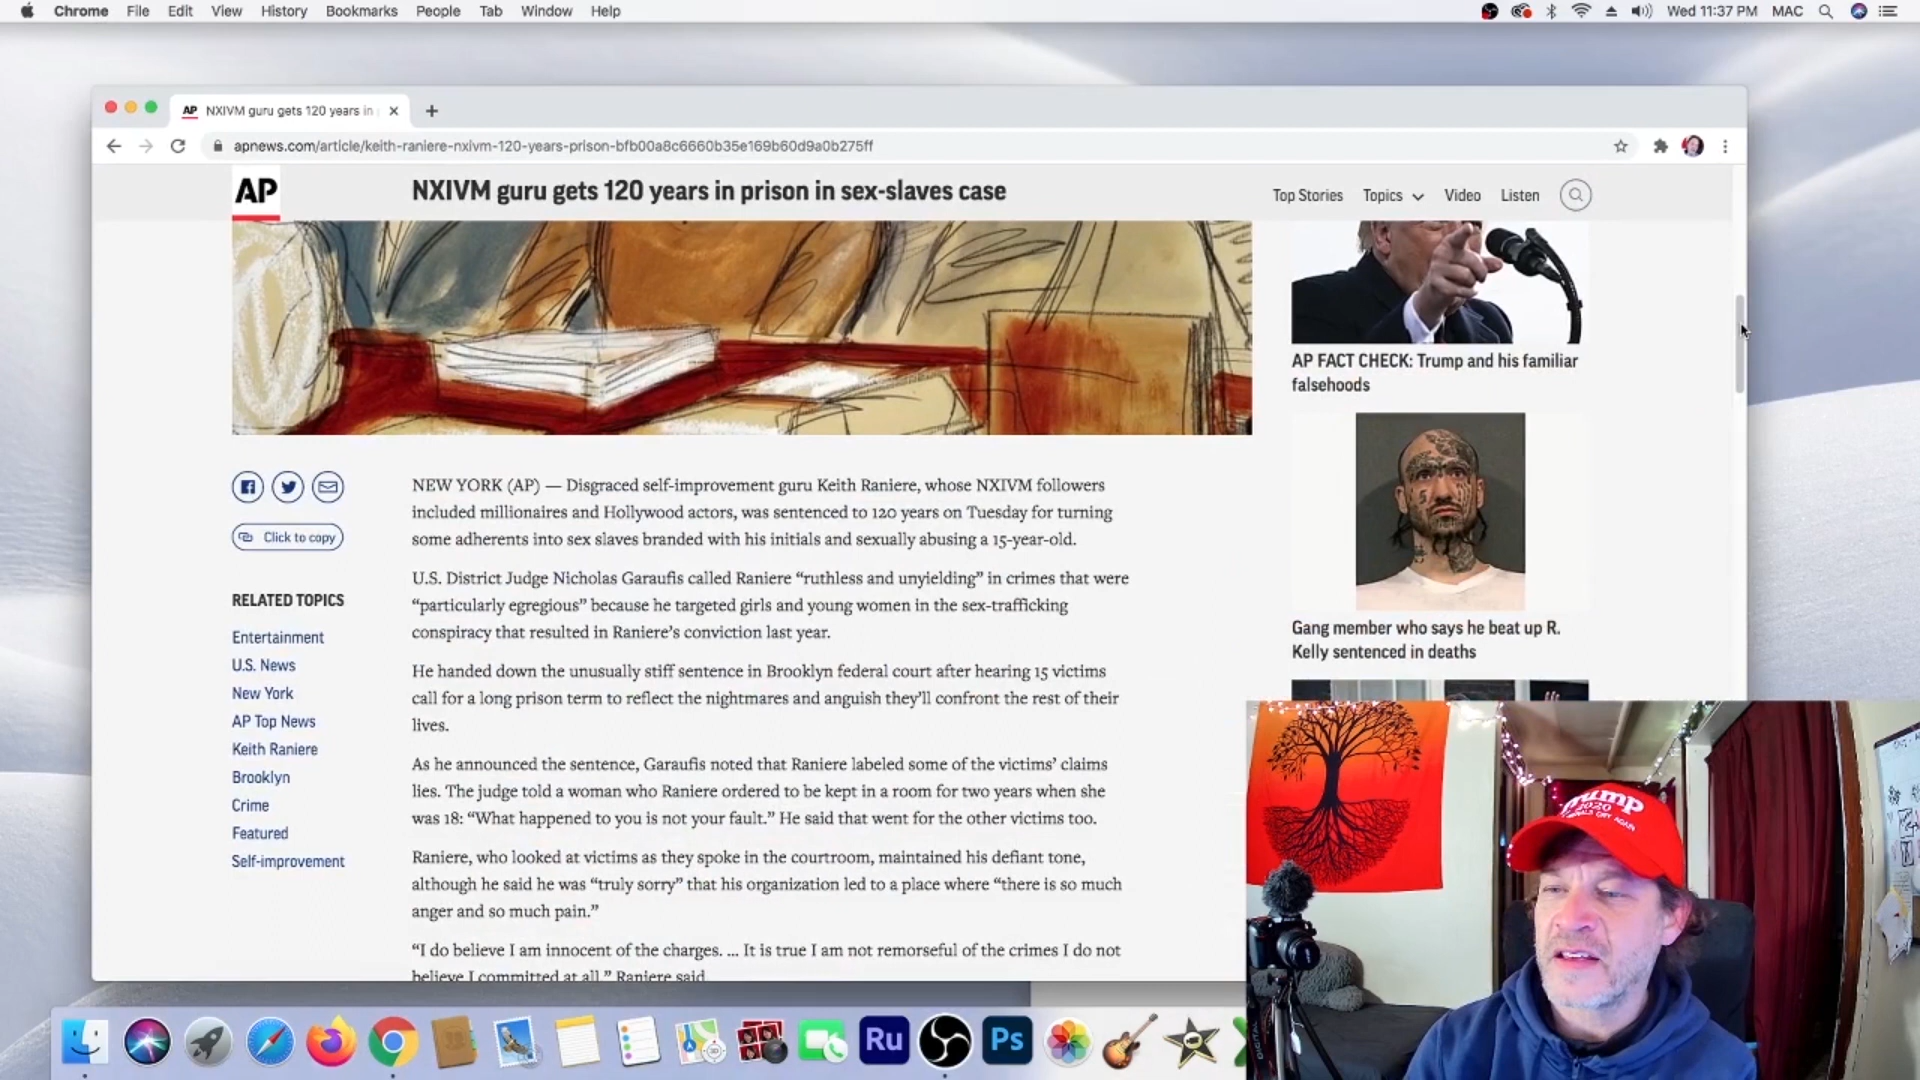 Chrome File Edit View History Bookmarks People Tab Window Help
Wed 11:37 PM MAC
AP NXIVM guru gets 120 years in
apnews.com/article/keith-raniere-nxivm-120-years-prison-bfb00a8c6660b35e169b60d9a0b275ff
AP
NXIVM guru gets 120 years in prison in sex-slaves case
Top Stories Topics Video Listen
AP FACT CHECK: Trump and his familiar
falsehoods
Gang member who says he beat up R.
Kelly sentenced in deaths
Click to copy
RELATED TOPICS
Entertainment
U.S. News
New York
AP Top News
Keith Raniere
Brooklyn
Crime
Featured
Self-improvement
NEW YORK (AP) — Disgraced self-improvement guru Keith Raniere, whose NXIVM followers
included millionaires and Hollywood actors, was sentenced to 120 years on Tuesday for turning
some adherents into sex slaves branded with his initials and sexually abusing a 15-year-old.
U.S. District Judge Nicholas Garaufis called Raniere “ruthless and unyielding” in crimes that were
“particularly egregious” because he targeted girls and young women in the sex-trafficking
conspiracy that resulted in Raniere’s conviction last year.
He handed down the unusually stiff sentence in Brooklyn federal court after hearing 15 victims
call for a long prison term to reflect the nightmares and anguish they’ll confront the rest of their
lives.
As he announced the sentence, Garaufis noted that Raniere labeled some of the victims’ claims
lies. The judge told a woman who Raniere ordered to be kept in a room for two years when she
was 18: “What happened to you is not your fault.” He said that went for the other victims too.
Raniere, who looked at victims as they spoke in the courtroom, maintained his defiant tone,
although he said he was “truly sorry” that his organization led to a place where “there is so much
anger and so much pain.”
“I do believe I am innocent of the charges. ... It is true I am not remorseful of the crimes I do not
believe I committed at all,” Raniere said.
Trump
2020
CRY AGAIN
Ru
Ps